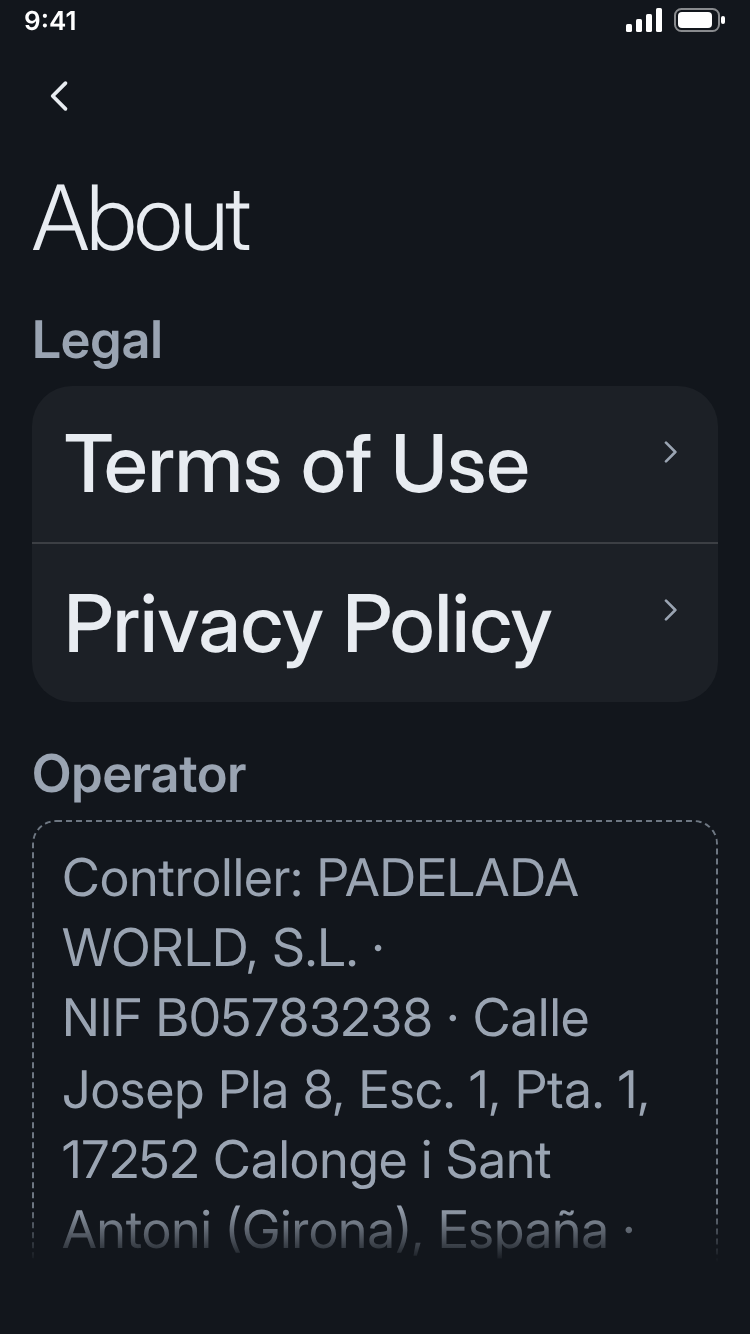 9:41
About
Legal
Terms of Use
Privacy Policy
Operator
Controller: PADELADA
WORLD, S.L. ·
NIF B05783238 · Calle
Josep Pla 8, Esc. 1, Pta. 1,
17252 Calonge i Sant
Antoni (Girona), España ·